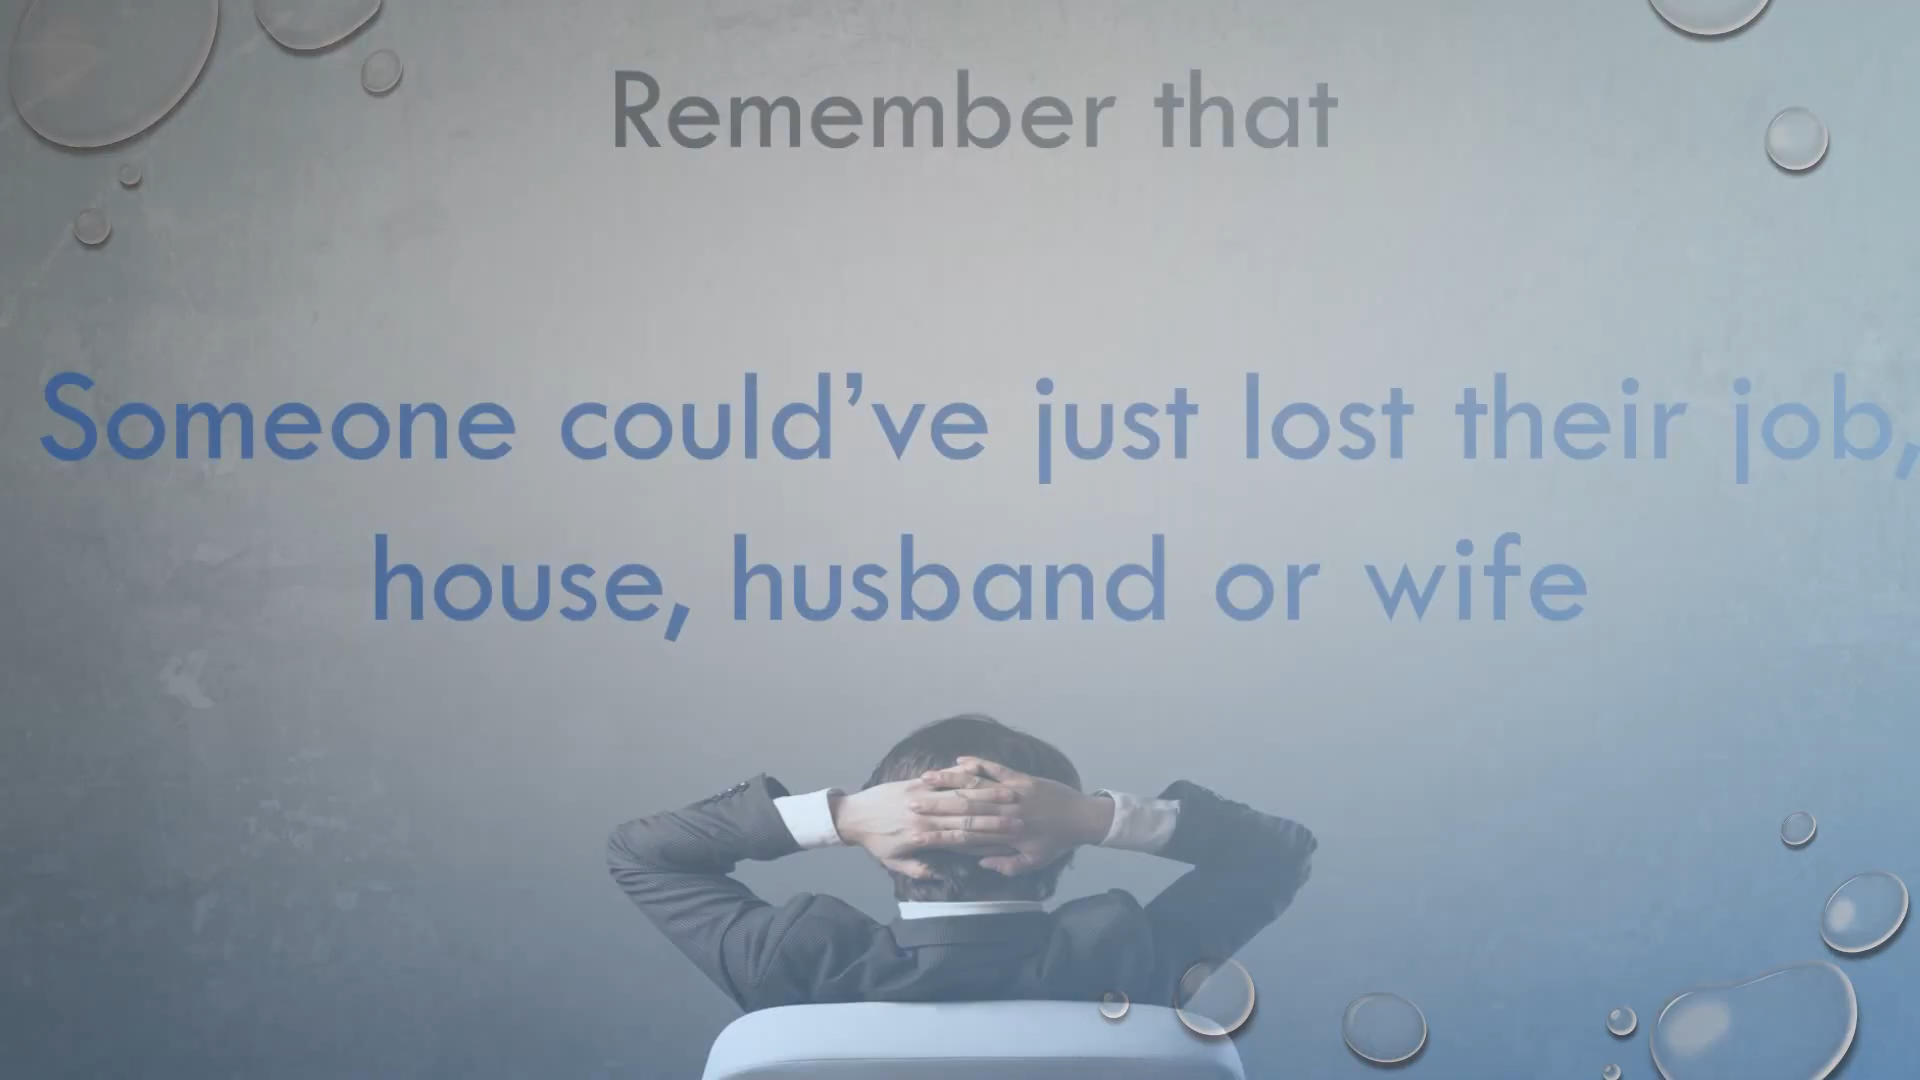 Remember that
Someone could’ve just lost their job,
house, husband or wife